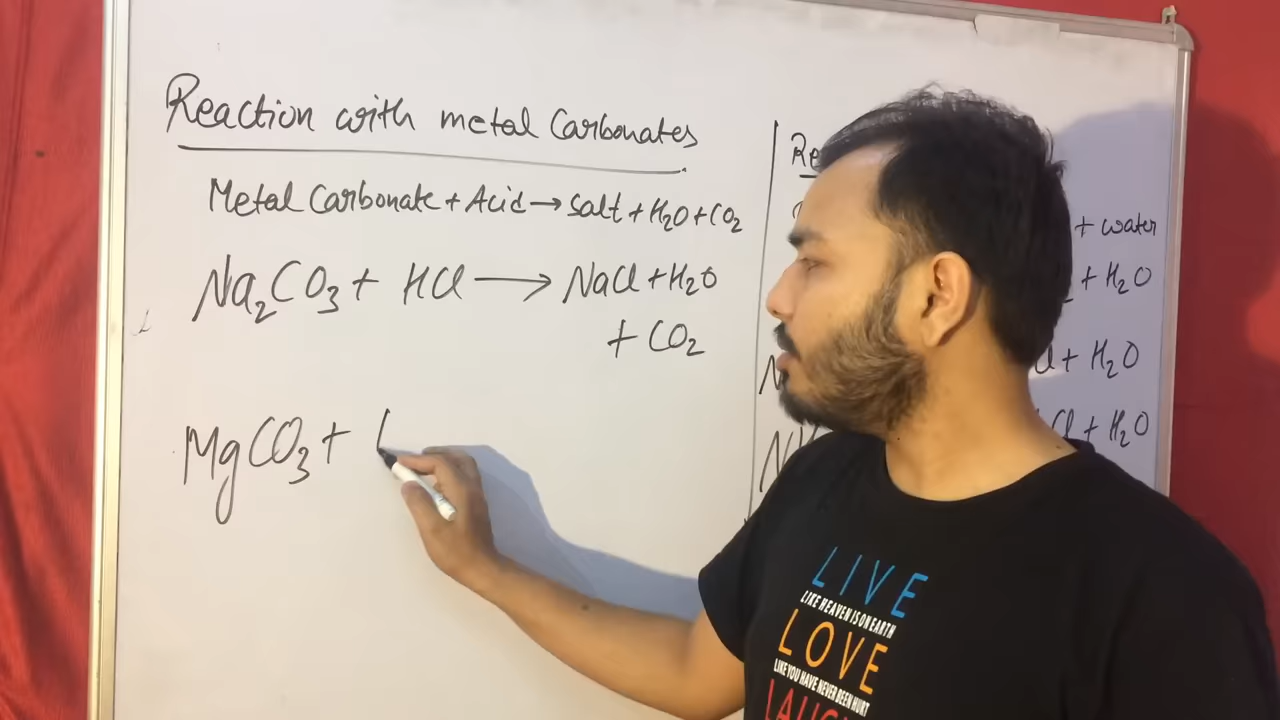 Reaction with metal Carbonates
Metal Carbonate + Acid → Salt + H₂O + CO₂
Na₂CO₃ + HCl ⟶ NaCl + H₂O
+ CO₂
MgCO₃ +
Re
+ water
+ H₂O
+ H₂O
Cl + H₂O
LIVE
LIKE HEAVEN IS ON EARTH
LOVE
LIKE YOU HAVE NEVER BEEN HURT